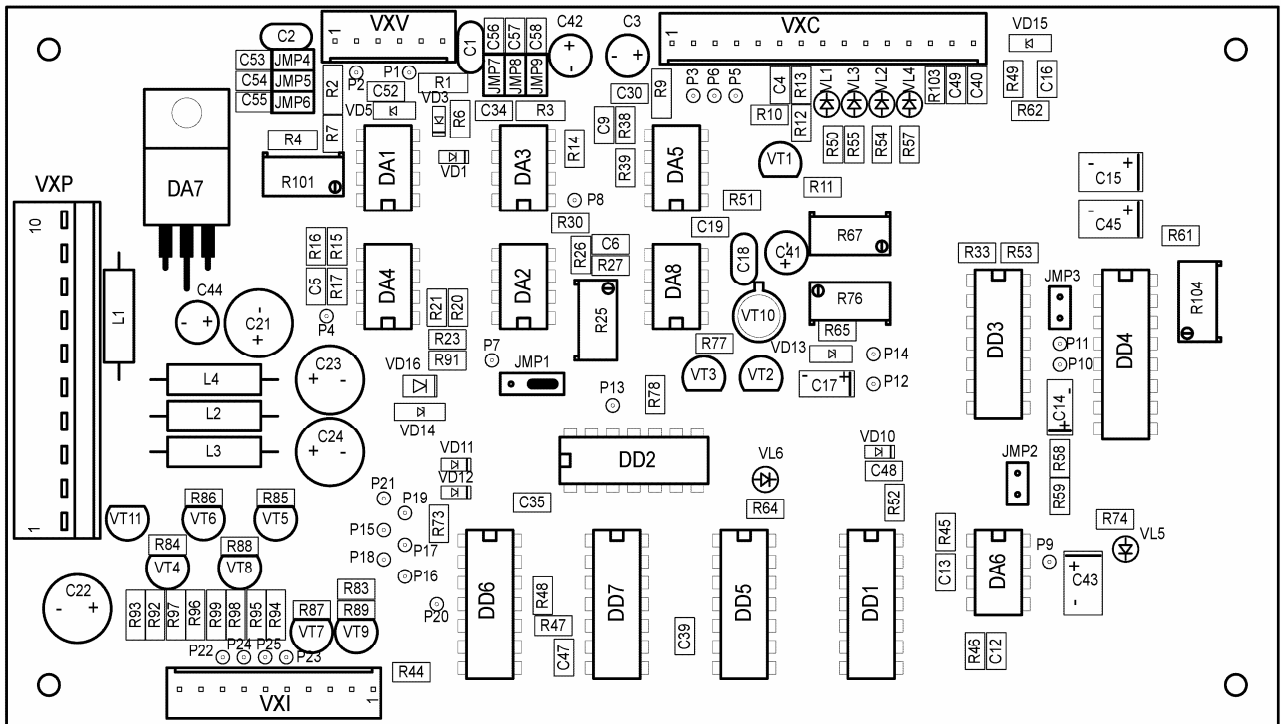 C2
VXV
1
C1
C56
C57
C58
C42
+
-
C3
+
-
VXC
1
VD15
C53
JMP4
C54
JMP5
C55
JMP6
JMP7
JMP8
JMP9
R2
P2
P1
R1
C52
VD5
VD3
R6
C34
R3
C30
R9
P3
P6
P5
C4
R13
VL1
VL3
VL2
VL4
R103
C49
C40
R49
C16
R62
R7
R4
R101
DA1
VD1
DA3
R14
C9
R38
R39
DA5
R10
R12
VT1
R50
R55
R54
R57
R11
R51
- +
C15
- +
C45
R61
VXP
10
1
DA7
P8
R30
C19
R16
R15
C5
R17
P4
DA4
R21
R20
R23
R91
DA2
R26
C6
R27
R25
DA8
C18
C41
-
+
R67
R76
VT10
R65
R33
R53
JMP3
DD3
DD4
R104
P11
P10
L1
C44
- +
C21
-
+
C23
+ -
L4
L2
L3
C24
+ -
VD16
VD14
P7
JMP1
P13
R78
R77
VT3
VT2
VD13
P14
- +
C17
P12
C14
-
+
JMP2
R58
R59
DD2
VL6
R64
VD10
C48
R52
VD11
VD12
C35
P21
P19
P15
P17
P18
P16
P20
R73
R86
R85
VT11
VT6
VT5
R84
R88
VT4
VT8
C22
- +
R93
R92
R97
R96
R99
R98
R95
R94
R83
R87
R89
VT7
VT9
P22
P24
P25
P23
VXI
1
R44
DD6
R48
R47
C47
DD7
C39
DD5
DD1
R45
C13
DA6
P9
C43
+
-
R74
VL5
R46
C12